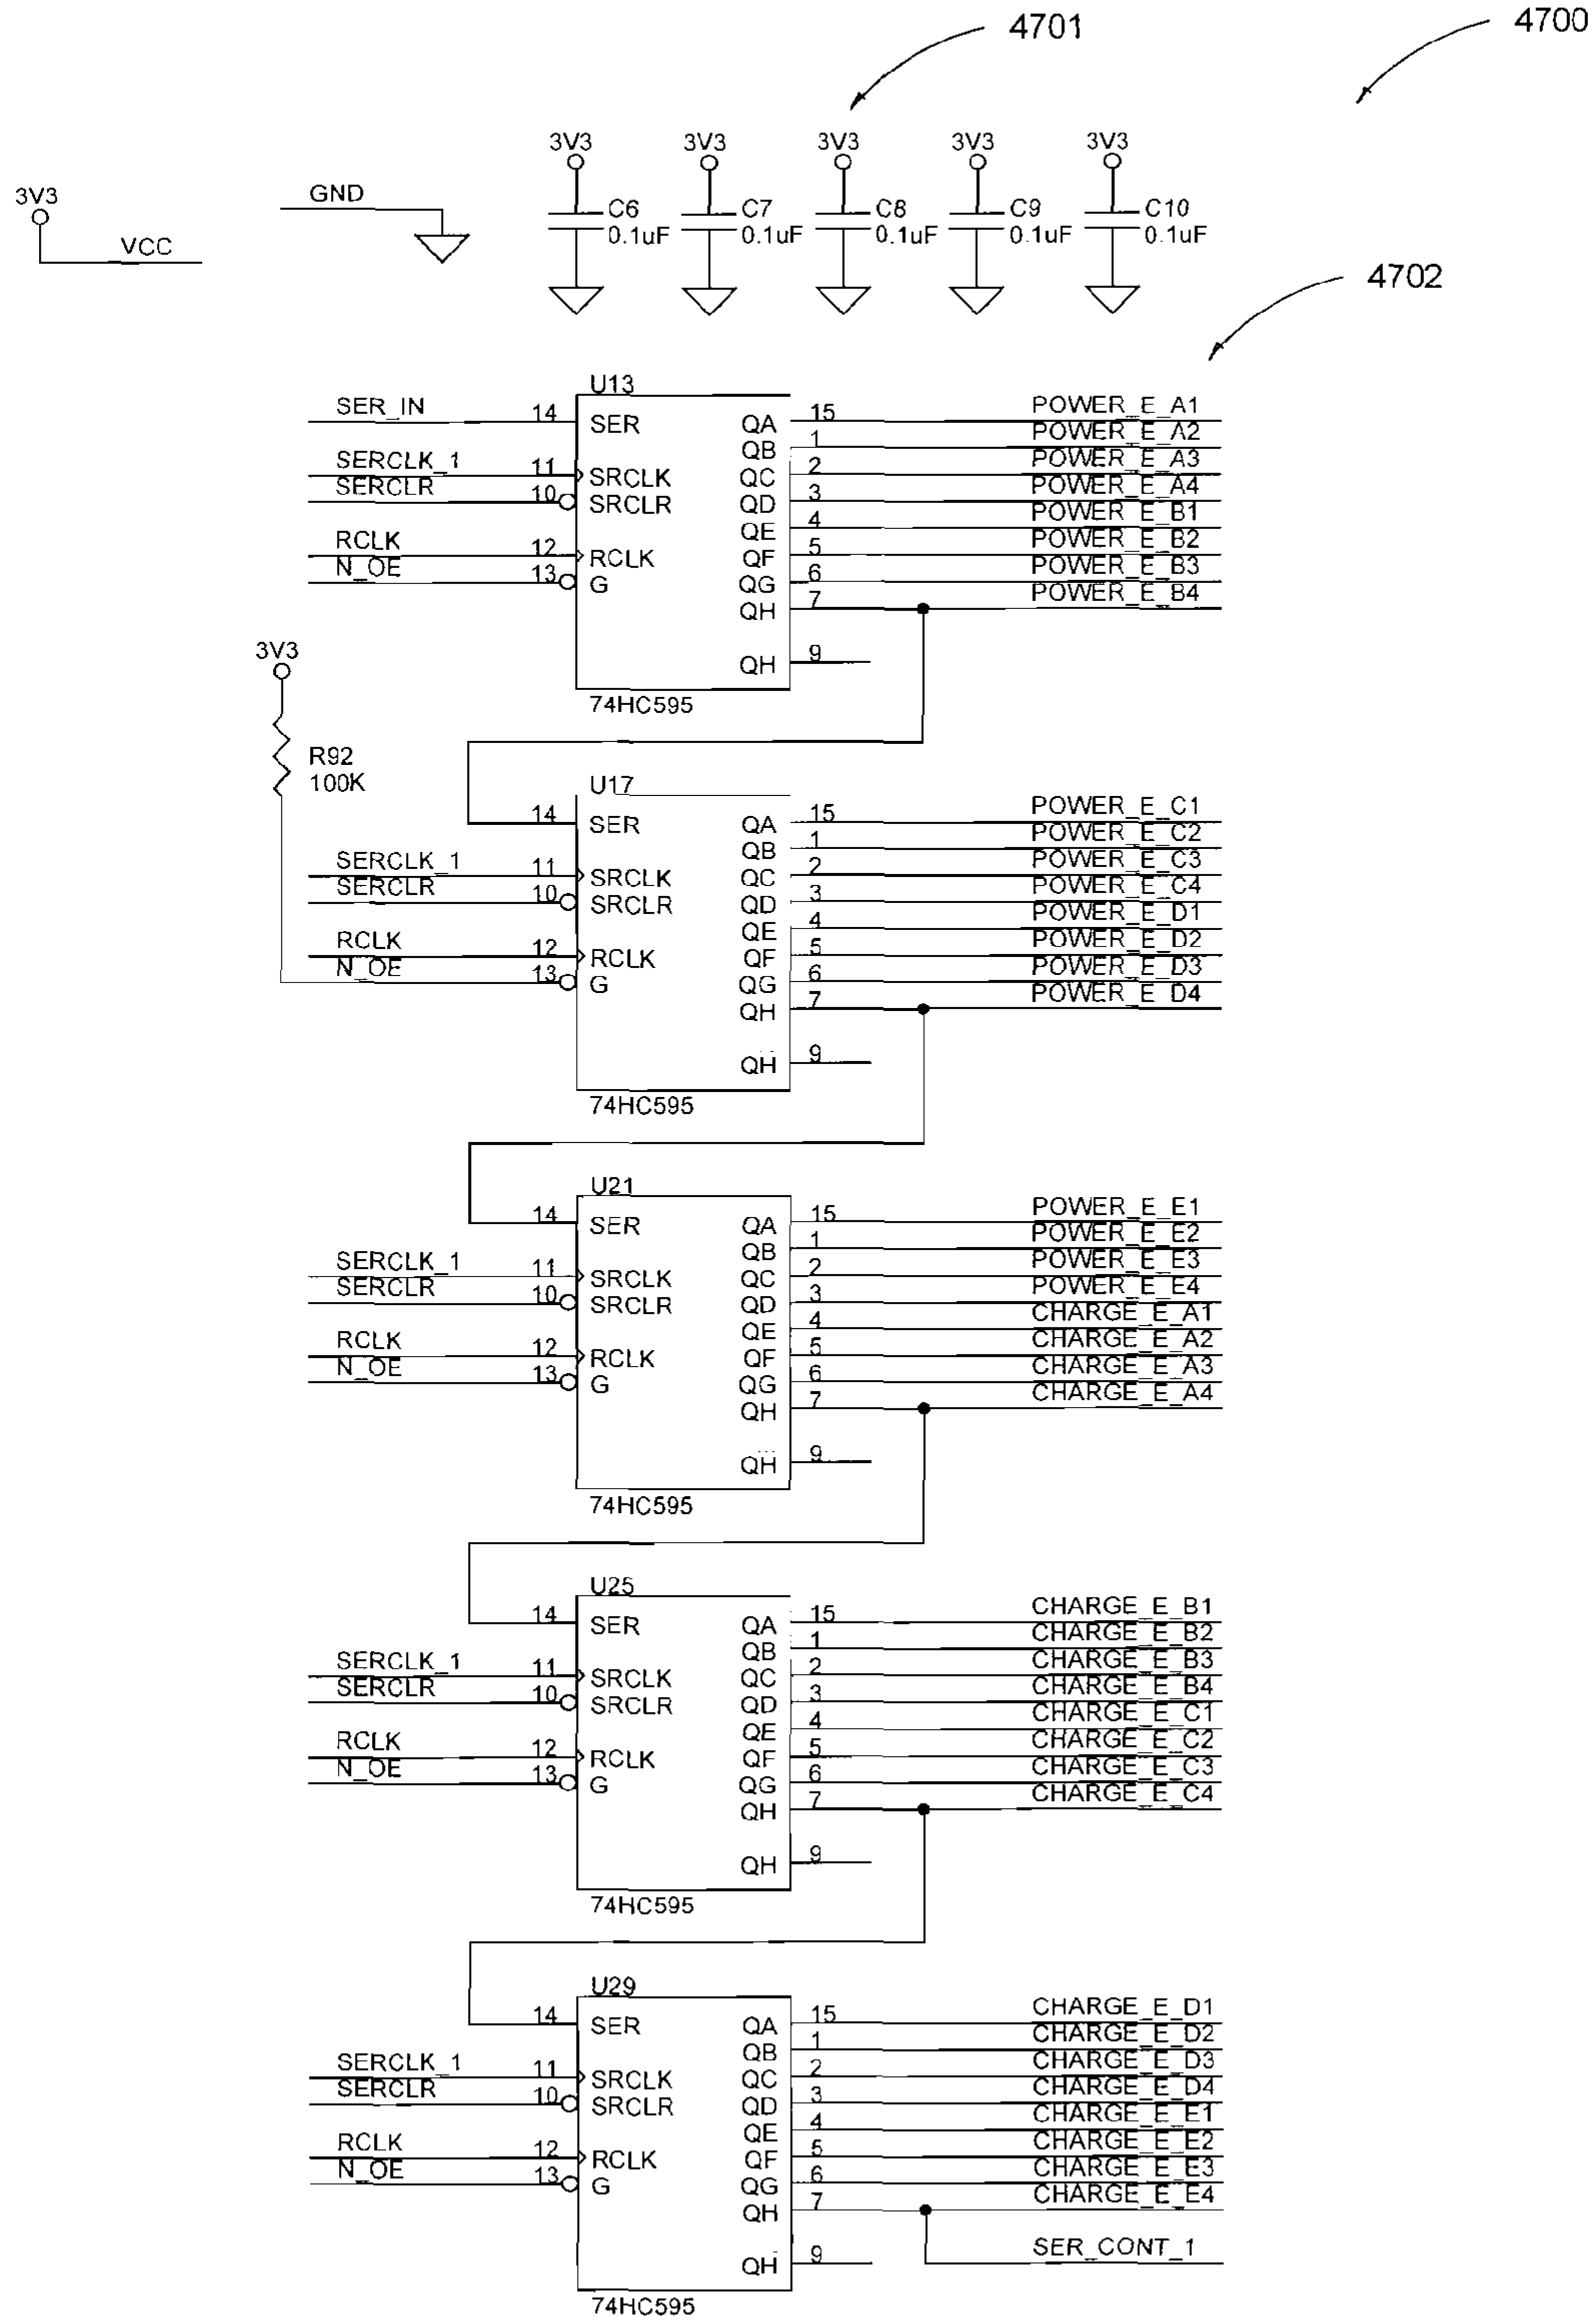 4700
4701
3V3 3V3 3V3 3V3 3V3
3V3
GND
VCC
C6 0.1uF
C7 0.1uF
C8 0.1uF
C9 0.1uF
C10 0.1uF
4702
U13
SER_IN 14 SER QA 15 POWER_E_A1
QB 1 POWER_E_A2
SERCLK_1 11 SRCLK QC 2 POWER_E_A3
SERCLR 10 SRCLR QD 3 POWER_E_A4
QE 4 POWER_E_B1
RCLK 12 RCLK QF 5 POWER_E_B2
N_OE 13 G QG 6 POWER_E_B3
QH 7 POWER_E_B4
QH 9
74HC595
3V3
R92
100K
U17
14 SER QA 15 POWER_E_C1
QB 1 POWER_E_C2
SERCLK_1 11 SRCLK QC 2 POWER_E_C3
SERCLR 10 SRCLR QD 3 POWER_E_C4
QE 4 POWER_E_D1
RCLK 12 RCLK QF 5 POWER_E_D2
N_OE 13 G QG 6 POWER_E_D3
QH 7 POWER_E_D4
QH 9
74HC595
U21
14 SER QA 15 POWER_E_E1
QB 1 POWER_E_E2
SERCLK_1 11 SRCLK QC 2 POWER_E_E3
SERCLR 10 SRCLR QD 3 POWER_E_E4
QE 4 CHARGE_E_A1
RCLK 12 RCLK QF 5 CHARGE_E_A2
N_OE 13 G QG 6 CHARGE_E_A3
QH 7 CHARGE_E_A4
QH 9
74HC595
U25
14 SER QA 15 CHARGE_E_B1
QB 1 CHARGE_E_B2
SERCLK_1 11 SRCLK QC 2 CHARGE_E_B3
SERCLR 10 SRCLR QD 3 CHARGE_E_B4
QE 4 CHARGE_E_C1
RCLK 12 RCLK QF 5 CHARGE_E_C2
N_OE 13 G QG 6 CHARGE_E_C3
QH 7 CHARGE_E_C4
QH 9
74HC595
U29
14 SER QA 15 CHARGE_E_D1
QB 1 CHARGE_E_D2
SERCLK_1 11 SRCLK QC 2 CHARGE_E_D3
SERCLR 10 SRCLR QD 3 CHARGE_E_D4
QE 4 CHARGE_E_E1
RCLK 12 RCLK QF 5 CHARGE_E_E2
N_OE 13 G QG 6 CHARGE_E_E3
QH 7 CHARGE_E_E4
QH 9 SER_CONT_1
74HC595